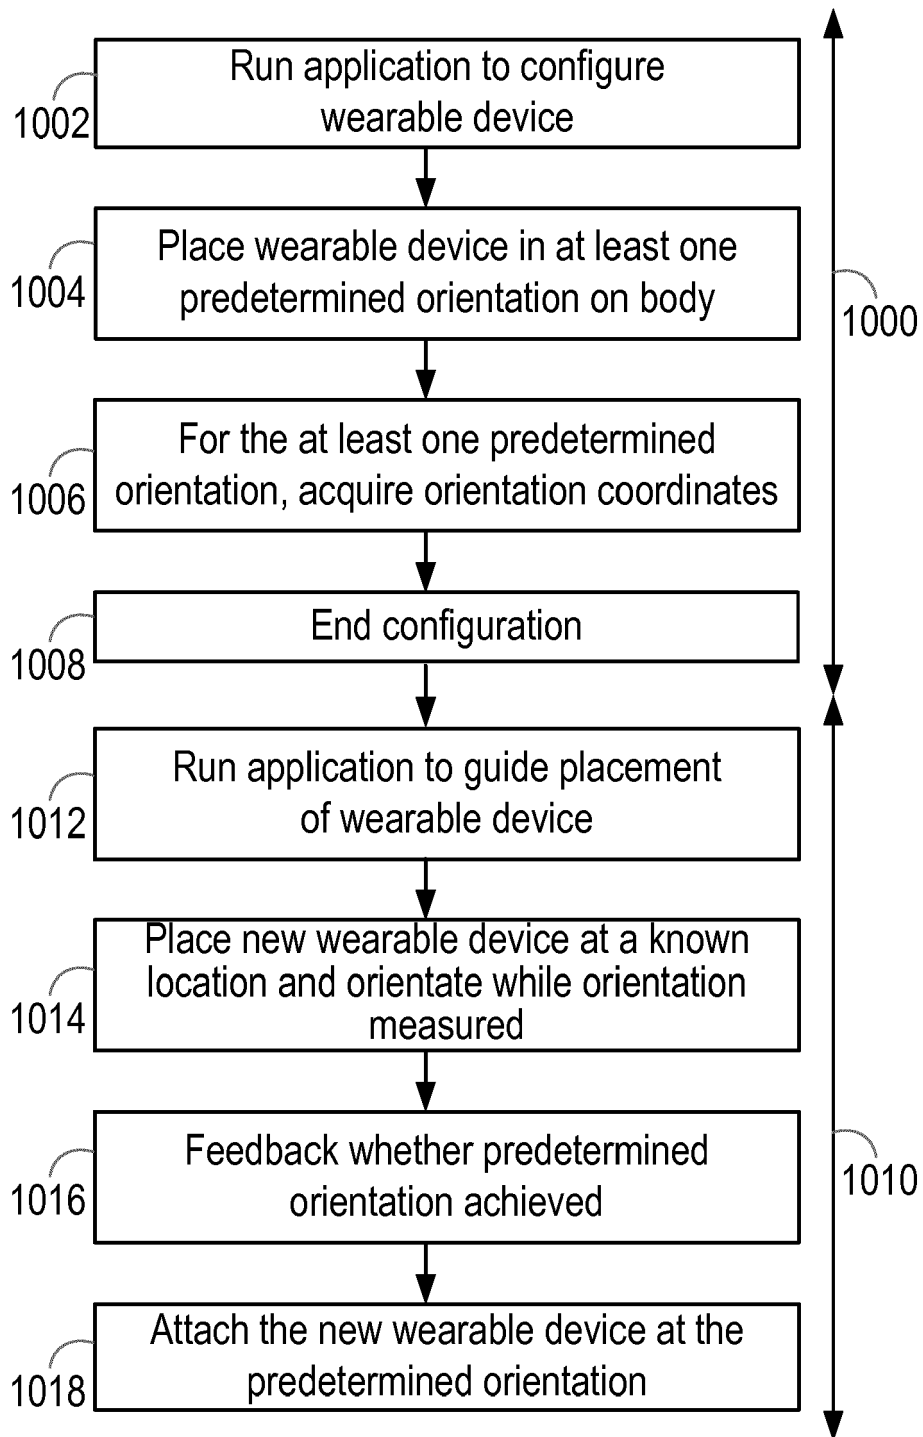 Run application to configure
wearable device
1002
Place wearable device in at least one
predetermined orientation on body
1004
1000
For the at least one predetermined
orientation, acquire orientation coordinates
1006
End configuration
1008
Run application to guide placement
of wearable device
1012
Place new wearable device at a known
location and orientate while orientation
measured
1014
Feedback whether predetermined
orientation achieved
1016
1010
Attach the new wearable device at the
predetermined orientation
1018